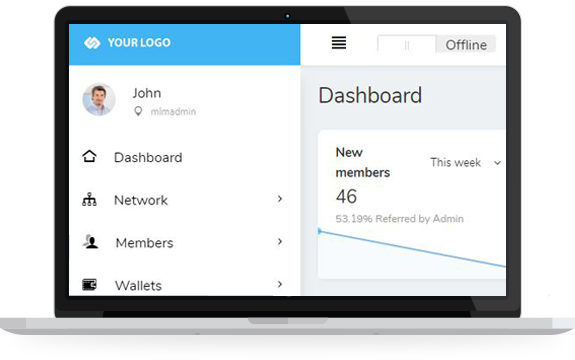 YOUR LOGO
Offline
John
mlmadmin
Dashboard
Network
Members
Wallets
Dashboard
New
members
This week
46
53.19% Referred by Admin